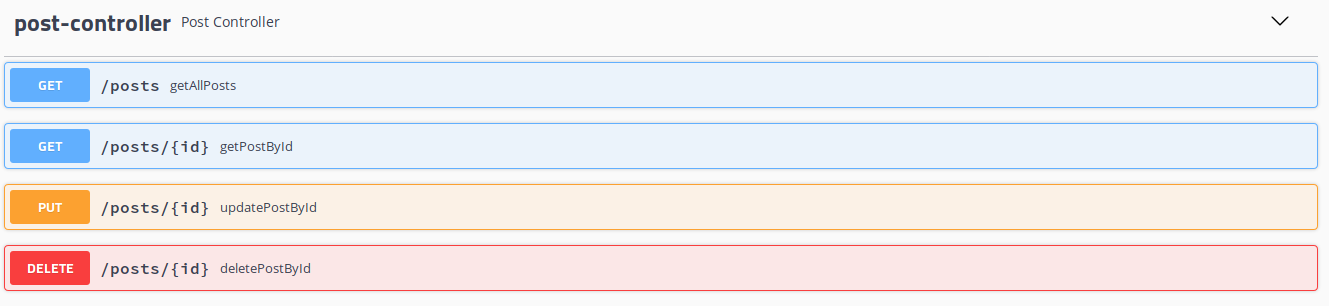 post-controller Post Controller
GET /posts getAllPosts
GET /posts/{id} getPostById
PUT /posts/{id} updatePostById
DELETE /posts/{id} deletePostById